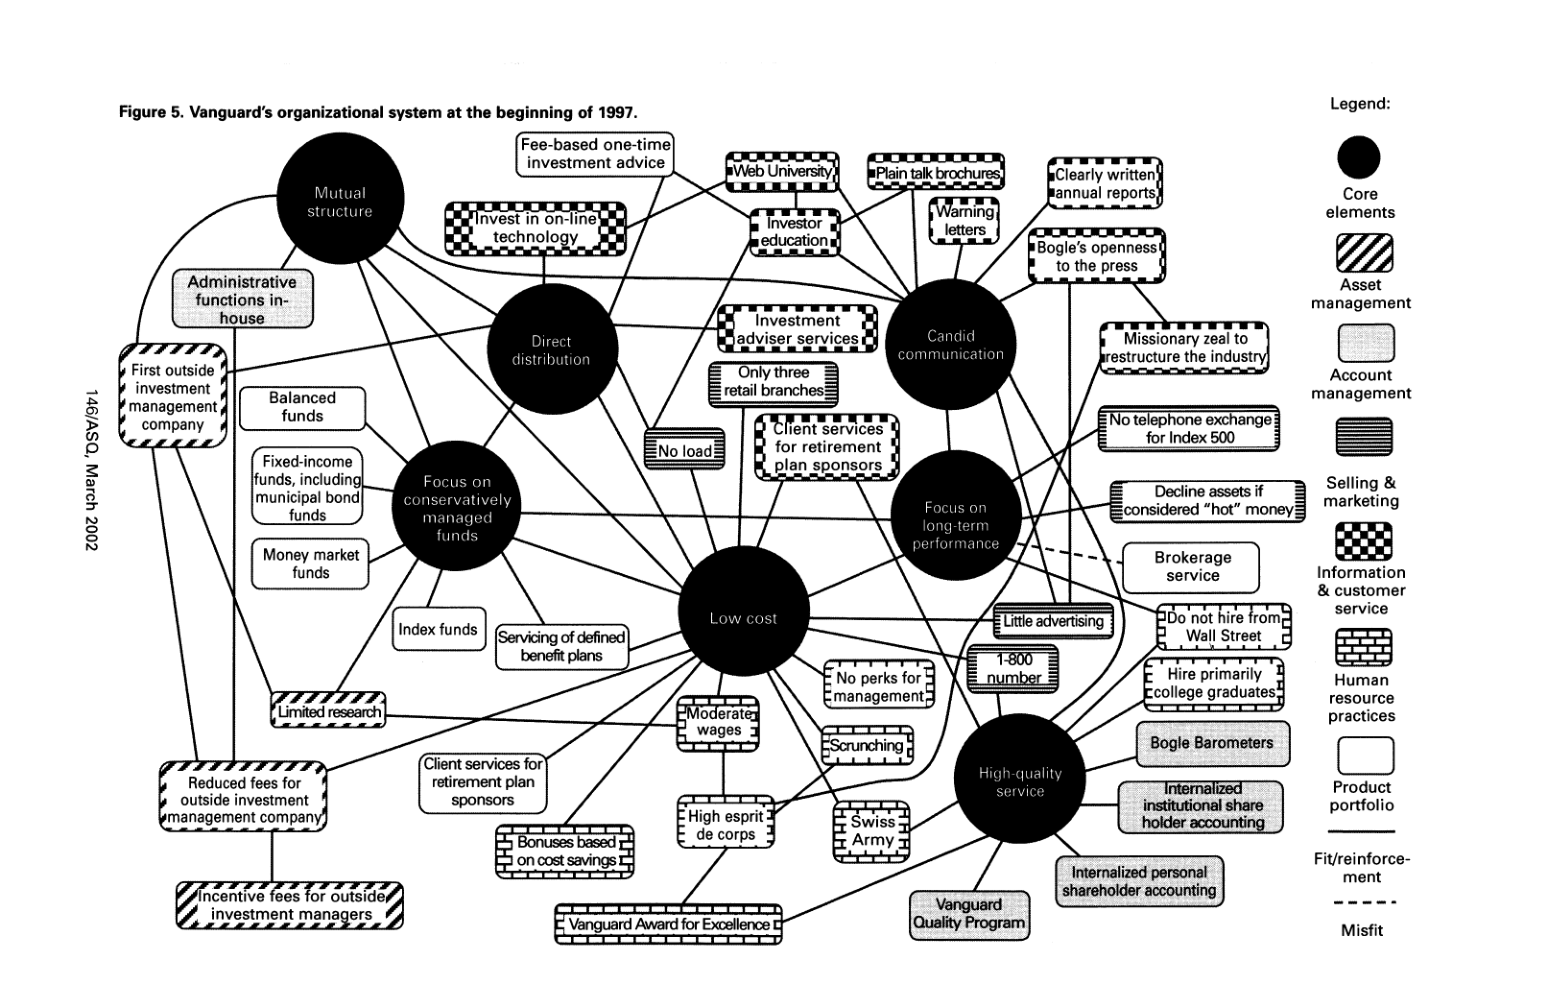 Figure 5. Vanguard's organizational system at the beginning of 1997.
Mutual
structure
Fee-based one-time
investment advice
Web University
Plain talk brochures
Clearly written
annual reports
Invest in on-line
technology
Investor
education
Warning
letters
Bogle's openness
to the press
Administrative
functions in-
house
Direct
distribution
Investment
adviser services
Candid
communication
Missionary zeal to
restructure the industry
First outside
investment
management
company
Only three
retail branches
Balanced
funds
No load
Client services
for retirement
plan sponsors
No telephone exchange
for Index 500
Fixed-income
funds, including
municipal bond
funds
Focus on
conservatively
managed
funds
Focus on
long-term
performance
Decline assets if
considered "hot" money
Money market
funds
Brokerage
service
Index funds
Servicing of defined
benefit plans
Low cost
Little advertising
Do not hire from
Wall Street
1-800
number
No perks for
management
Hire primarily
college graduates
Limited research
Moderate
wages
Scrunching
Bogle Barometers
Client services for
retirement plan
sponsors
High-quality
service
Reduced fees for
outside investment
management company
High esprit
de corps
Swiss
Army
Internalized
institutional share
holder accounting
Bonuses based
on cost savings
Internalized personal
shareholder accounting
Incentive fees for outside
investment managers
Vanguard Award for Excellence
Vanguard
Quality Program
Legend:
Core
elements
Asset
management
Account
management
Selling &
marketing
Information
& customer
service
Human
resource
practices
Product
portfolio
Fit/reinforce-
ment
Misfit
146/ASQ, March 2002